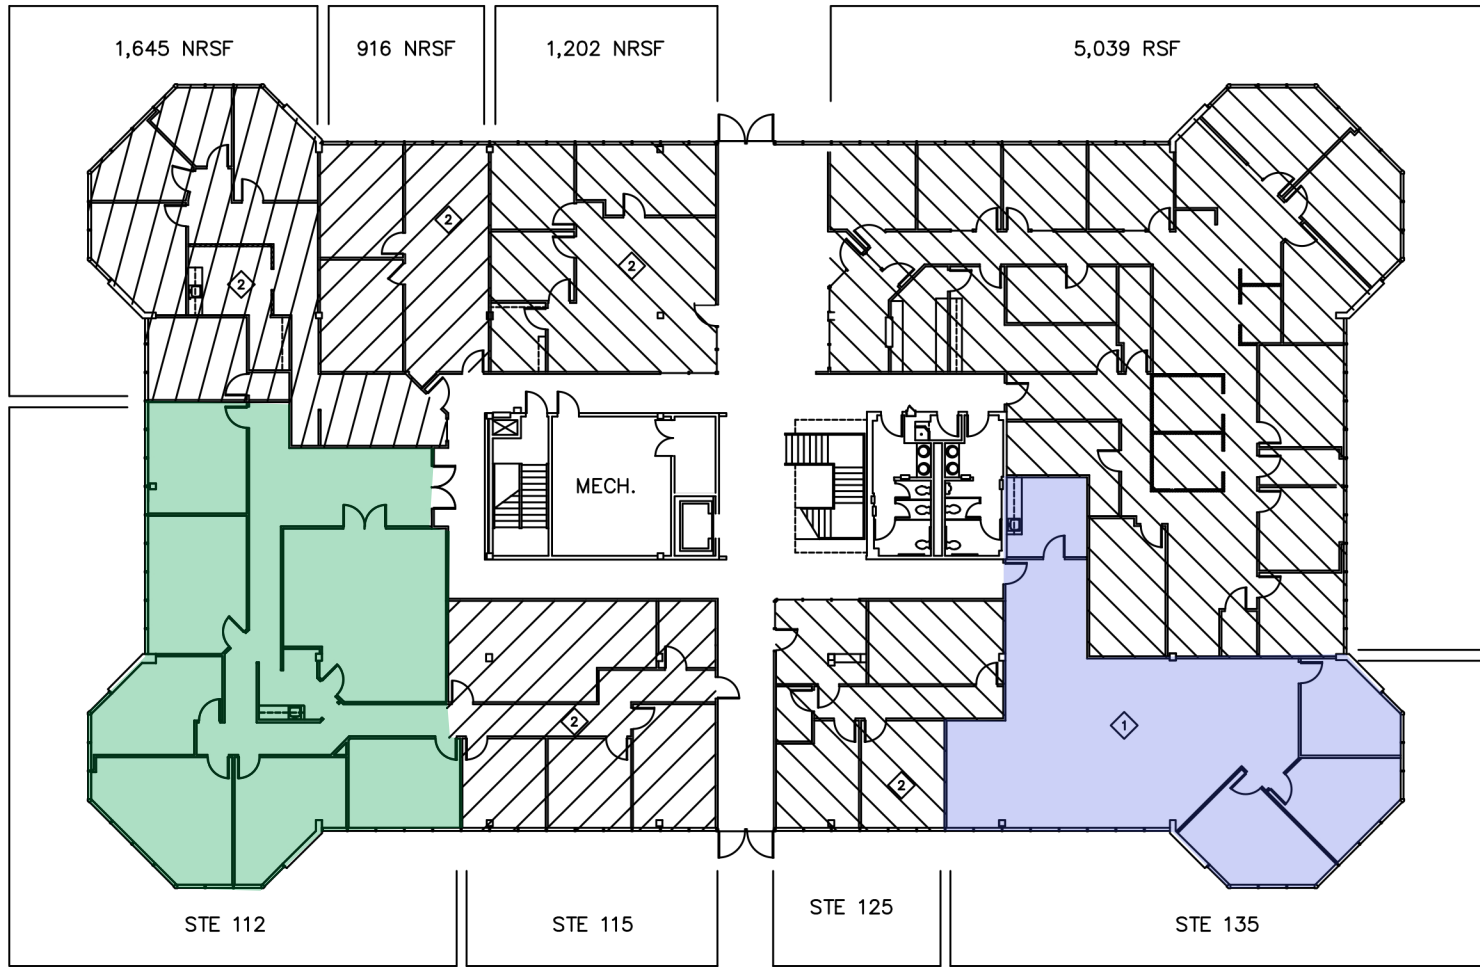 1,645 NRSF
916 NRSF
1,202 NRSF
5,039 RSF
2
2
2
MECH.
2
1
2
STE 112
STE 115
STE 125
STE 135